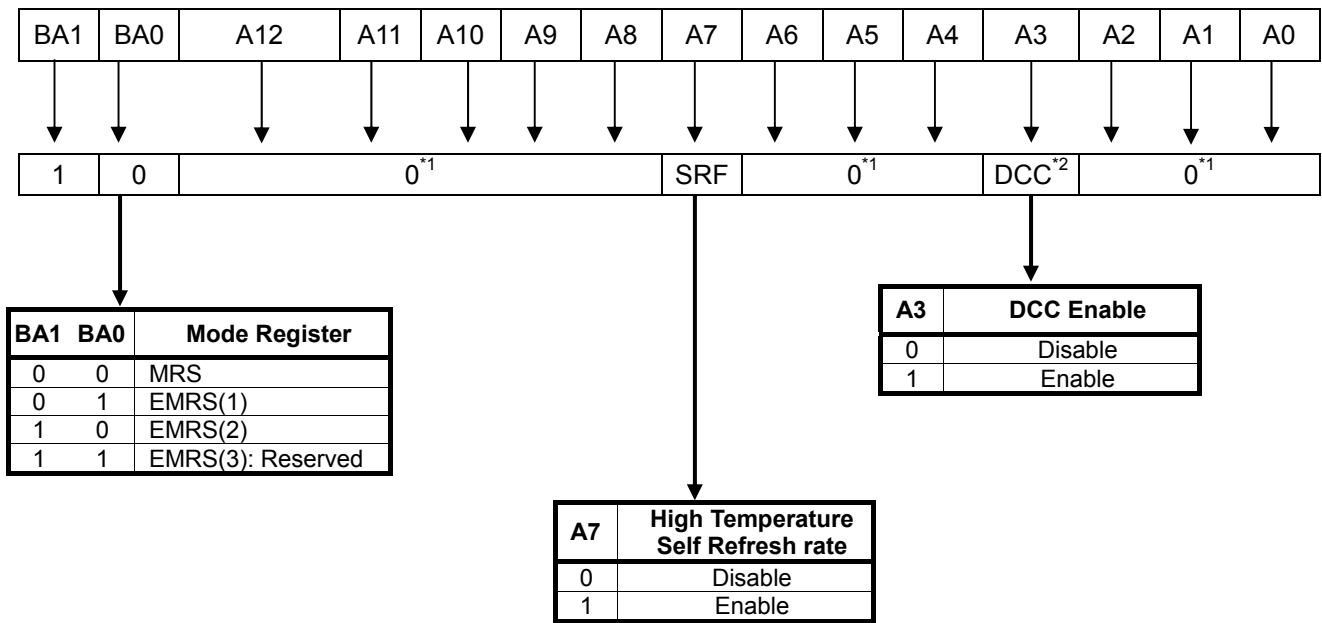 BA1 BA0 A12 A11 A10 A9 A8 A7 A6 A5 A4 A3 A2 A1 A0
1 0 0*1 SRF 0*1 DCC*2 0*1
BA1 BA0 Mode Register
0 0 MRS
0 1 EMRS(1)
1 0 EMRS(2)
1 1 EMRS(3): Reserved
A3 DCC Enable
0 Disable
1 Enable
A7 High Temperature
Self Refresh rate
0 Disable
1 Enable